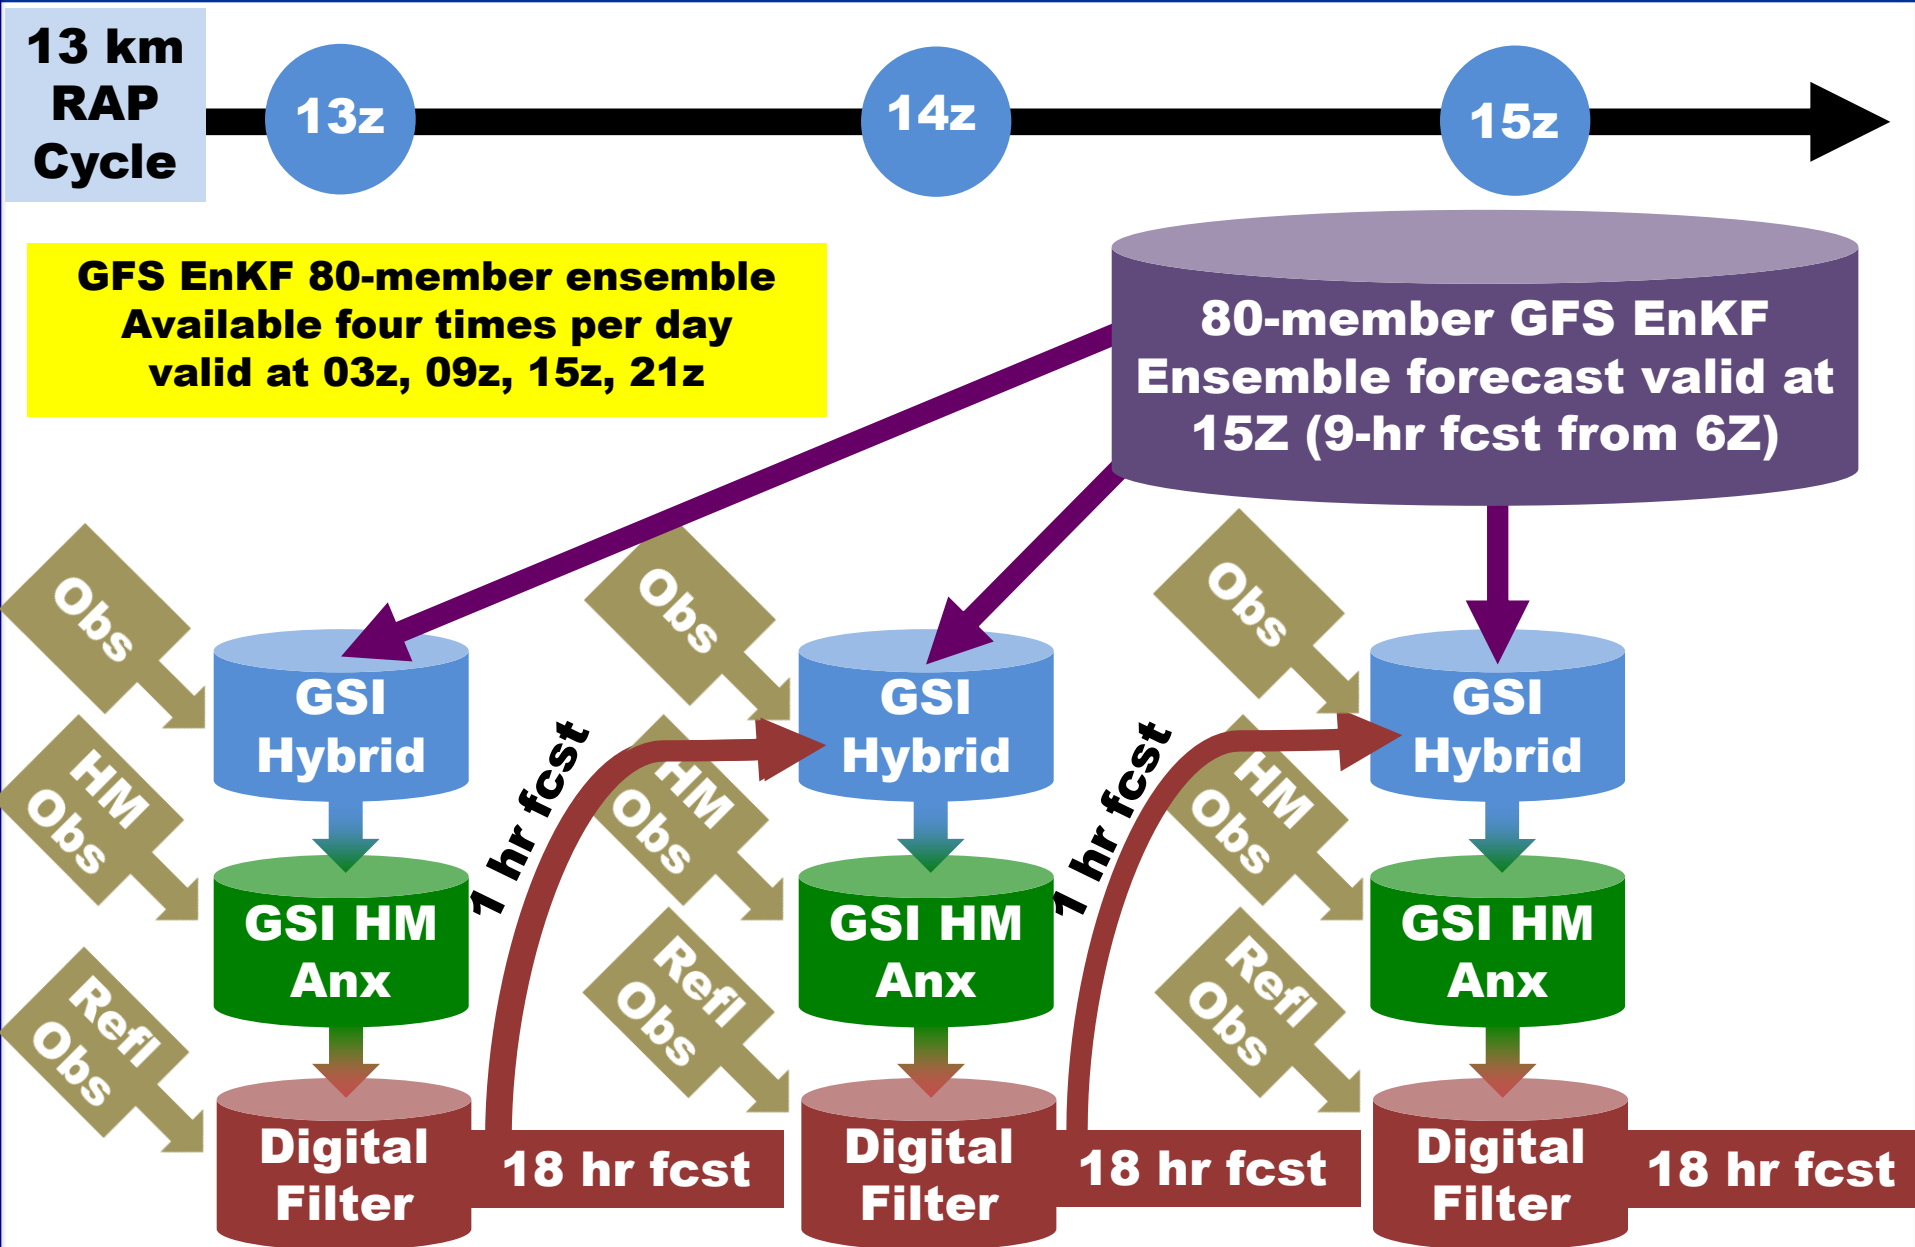 13 km
RAP
Cycle
13z
14z
15z
GFS EnKF 80-member ensemble
Available four times per day
valid at 03z, 09z, 15z, 21z
80-member GFS EnKF
Ensemble forecast valid at
15Z (9-hr fcst from 6Z)
Obs
GSI
Hybrid
HM
Obs
GSI HM
Anx
Refl
Obs
Digital
Filter
18 hr fcst
1 hr fcst
Obs
GSI
Hybrid
HM
Obs
GSI HM
Anx
Refl
Obs
Digital
Filter
18 hr fcst
1 hr fcst
Obs
GSI
Hybrid
HM
Obs
GSI HM
Anx
Refl
Obs
Digital
Filter
18 hr fcst